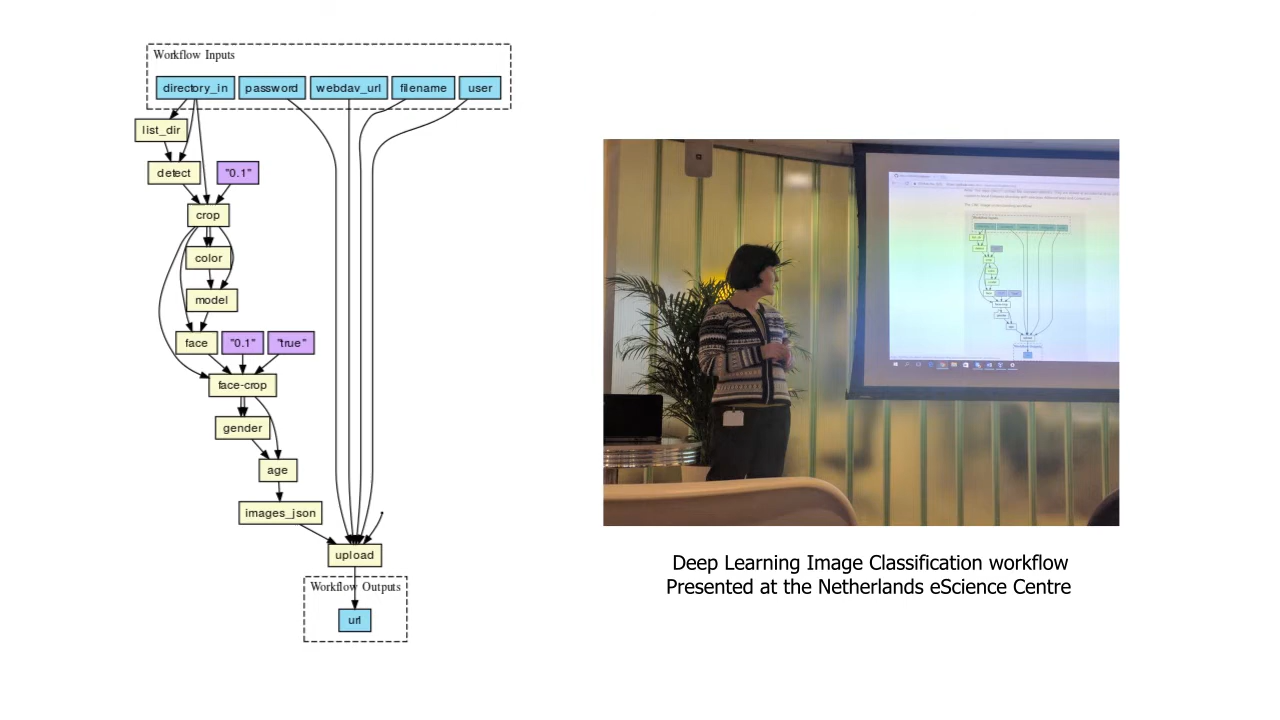 Workflow Inputs
directory_in password webdav_url filename user
list_dir
detect "0.1"
crop
color
model
face "0.1" "true"
face-crop
gender
age
images_json
upload
Workflow Outputs
url
Deep Learning Image Classification workflow
Presented at the Netherlands eScience Centre